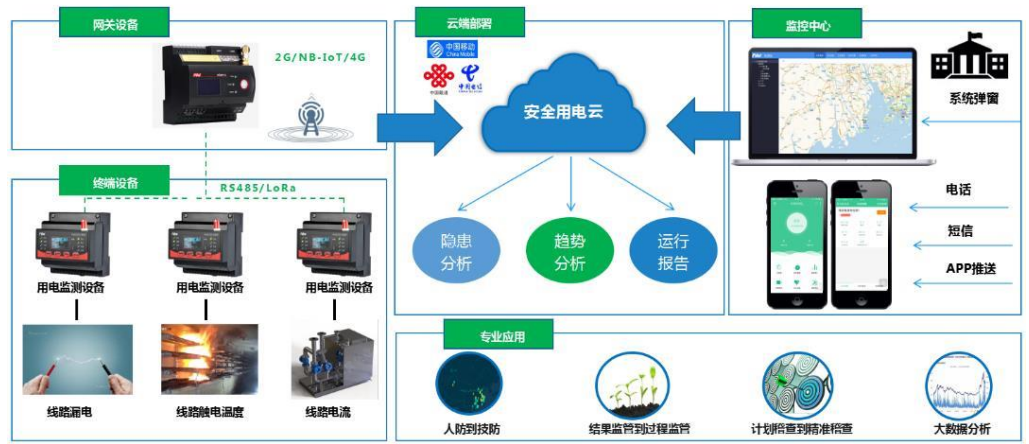 网关设备
2G/NB-IoT/4G
终端设备
RS485/LoRa
用电监测设备
用电监测设备
用电监测设备
线路漏电
线路触电温度
线路电流
云端部署
中国移动
China Mobile
中国联通
中国电信
安全用电云
隐患
分析
趋势
分析
运行
报告
监控中心
系统弹窗
电话
短信
APP推送
专业应用
人防到技防
结果监管到过程监管
计划稽查到精准稽查
大数据分析